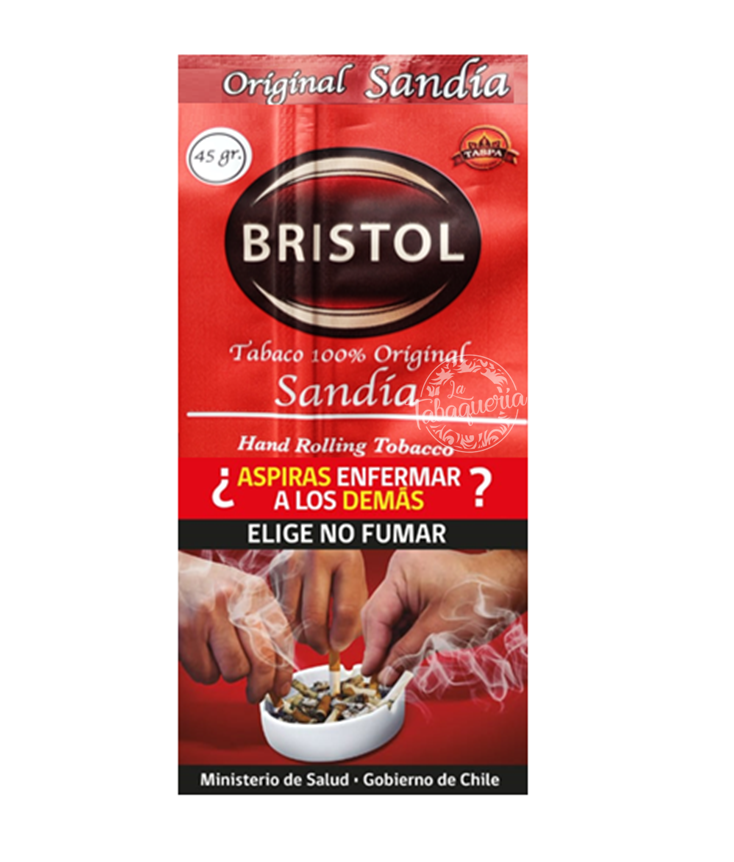 Original Sandía
45 gr.
TABPA
BRISTOL
Tabaco 100% Original
Sandía
La
Tabaquería
Hand Rolling Tobacco
¿ASPIRAS ENFERMAR
A LOS DEMÁS?
ELIGE NO FUMAR
Ministerio de Salud • Gobierno de Chile